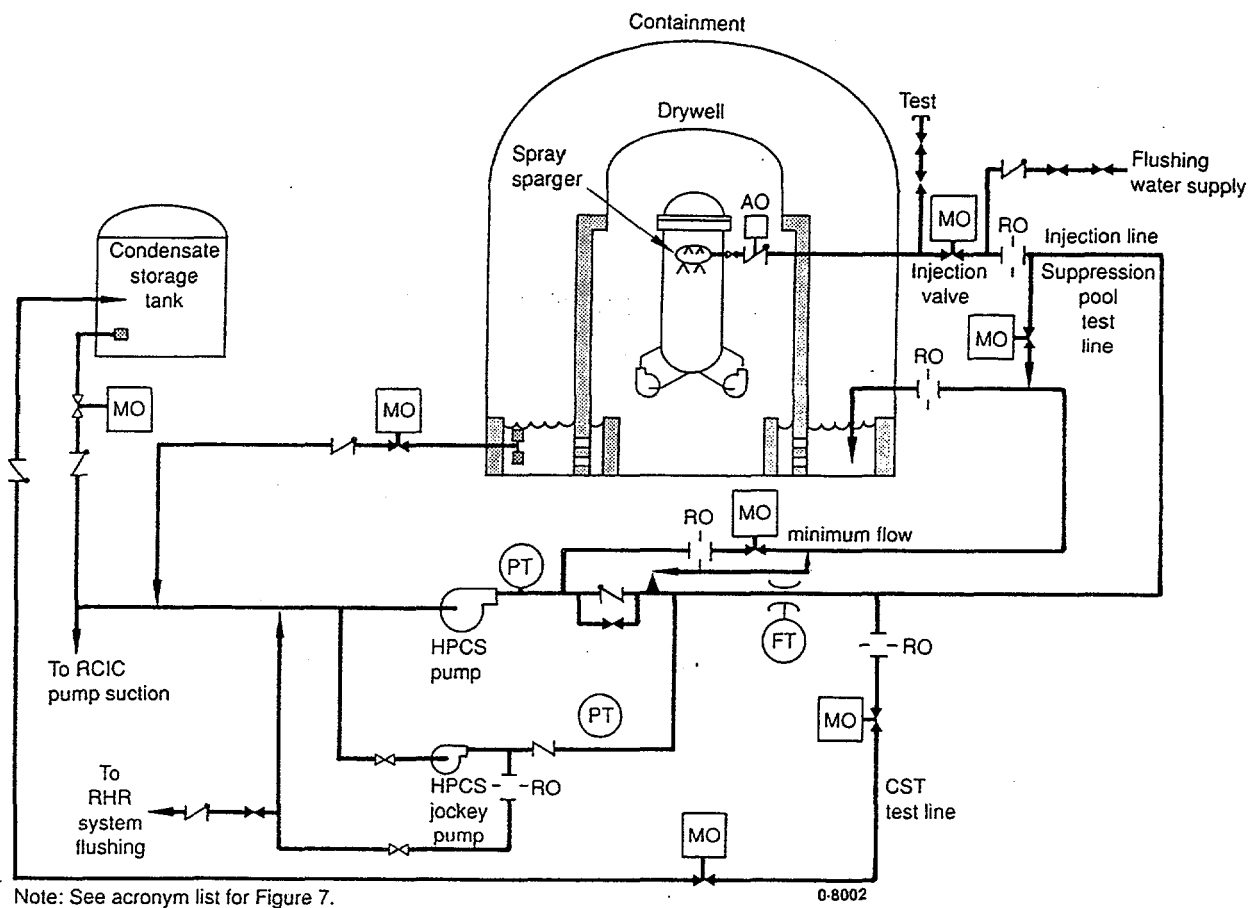 Containment
Drywell
Spray
sparger
AO
Test
Flushing
water supply
MO
RO
Injection line
Injection
valve
Suppression
pool
test
line
MO
RO
Condensate
storage
tank
MO
MO
RO
MO
minimum flow
PT
HPCS
pump
FT
RO
To RCIC
pump suction
PT
MO
HPCS
jockey
pump
RO
To
RHR
system
flushing
CST
test line
MO
Note: See acronym list for Figure 7.
0-8002